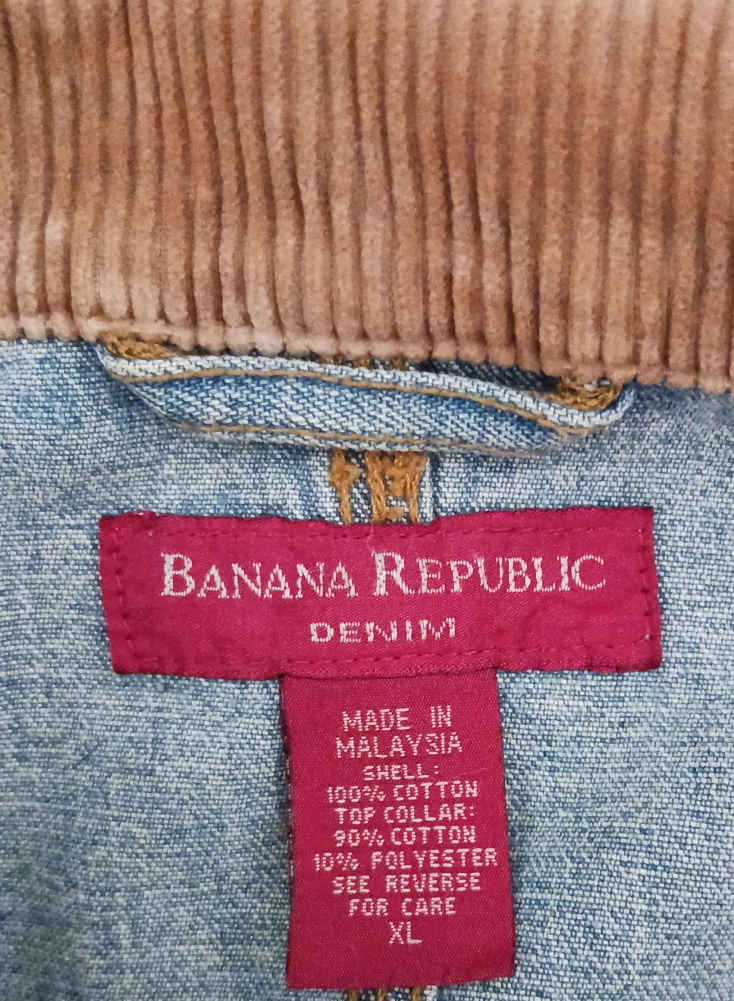 BANANA REPUBLIC
DENIM
MADE IN
MALAYSIA
SHELL:
100% COTTON
TOP COLLAR:
90% COTTON
10% POLYESTER
SEE REVERSE
FOR CARE
XL